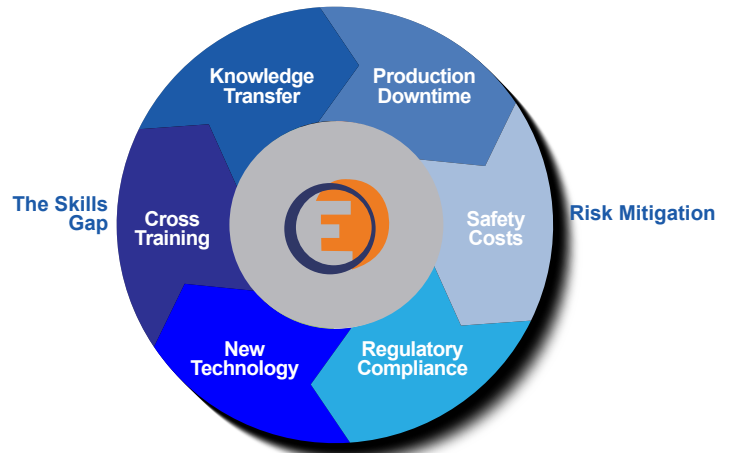 Knowledge
Transfer
Production
Downtime
The Skills
Gap
Cross
Training
Safety
Costs
Risk Mitigation
New
Technology
Regulatory
Compliance